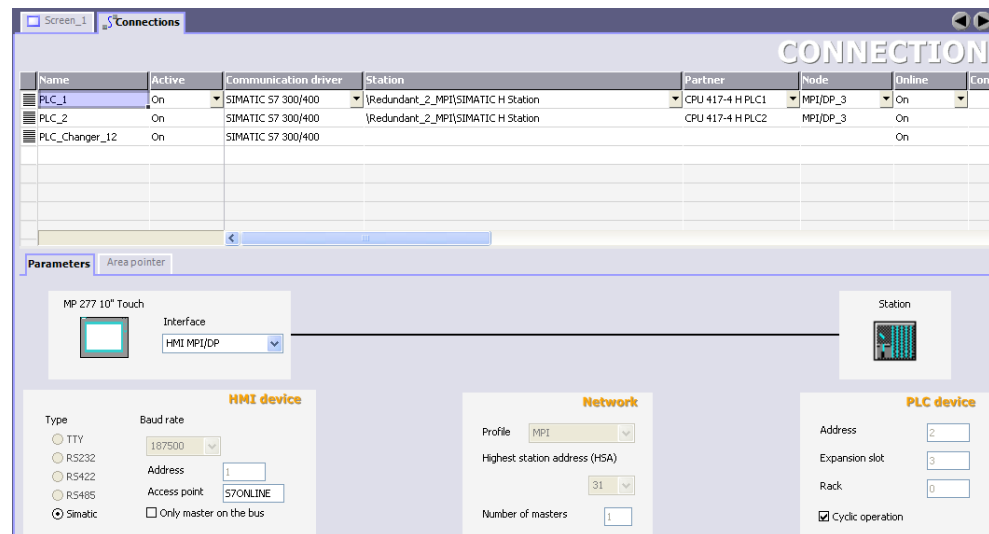 Screen_1 Connections
CONNECTION
Name Active Communication driver Station Partner Node Online Con
PLC_1 On SIMATIC S7 300/400 \Redundant_2_MPI\SIMATIC H Station CPU 417-4 H PLC1 MPI/DP_3 On
PLC_2 On SIMATIC S7 300/400 \Redundant_2_MPI\SIMATIC H Station CPU 417-4 H PLC2 MPI/DP_3 On
PLC_Changer_12 On SIMATIC S7 300/400 On
Parameters Area pointer
MP 277 10" Touch
Interface
HMI MPI/DP
Station
HMI device
Type
TTY
RS232
RS422
RS485
Simatic
Baud rate
187500
Address 1
Access point S7ONLINE
Only master on the bus
Network
Profile MPI
Highest station address (HSA)
31
Number of masters 1
PLC device
Address 2
Expansion slot 3
Rack 0
Cyclic operation